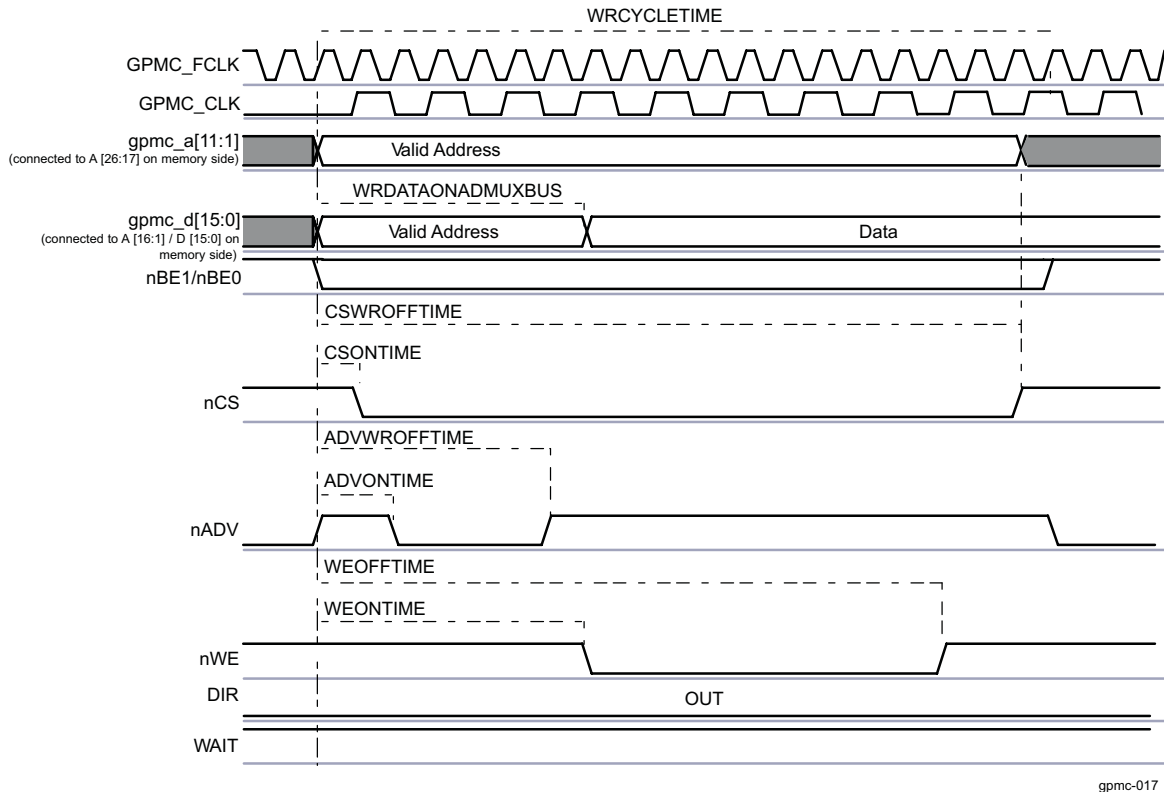 WRCYCLETIME
GPMC_FCLK
GPMC_CLK
gpmc_a[11:1]
(connected to A [26:17] on memory side)
Valid Address
WRDATAONADMUXBUS
gpmc_d[15:0]
(connected to A [16:1] / D [15:0] on
memory side)
Valid Address
Data
nBE1/nBE0
CSWROFFTIME
CSONTIME
nCS
ADVWROFFTIME
ADVONTIME
nADV
WEOFFTIME
WEONTIME
nWE
DIR
OUT
WAIT
gpmc-017